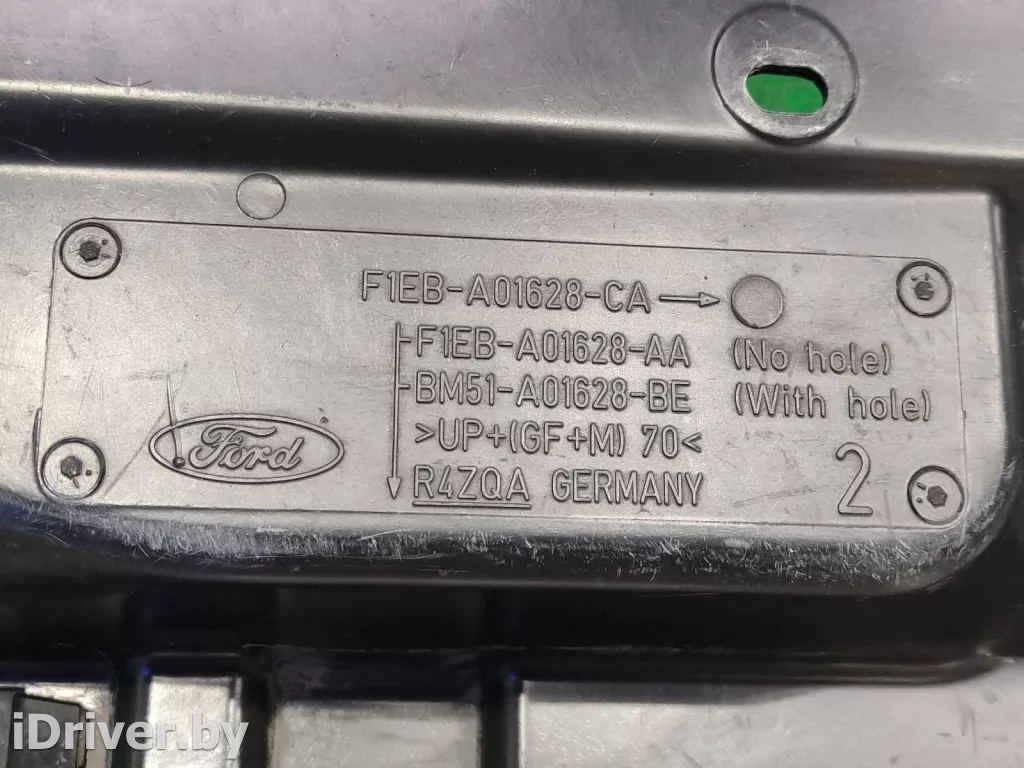 F1EB-A01628-CA
F1EB-A01628-AA (No hole)
BM51-A01628-BE (With hole)
>UP+(GF+M) 70<
R4ZQA GERMANY
2
Ford
iDriver.by